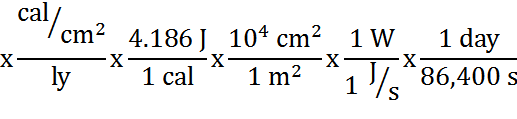 x cal/cm² / ly x 4.186 J / 1 cal x 10⁴ cm² / 1 m² x 1 W / 1 J/s x 1 day / 86,400 s